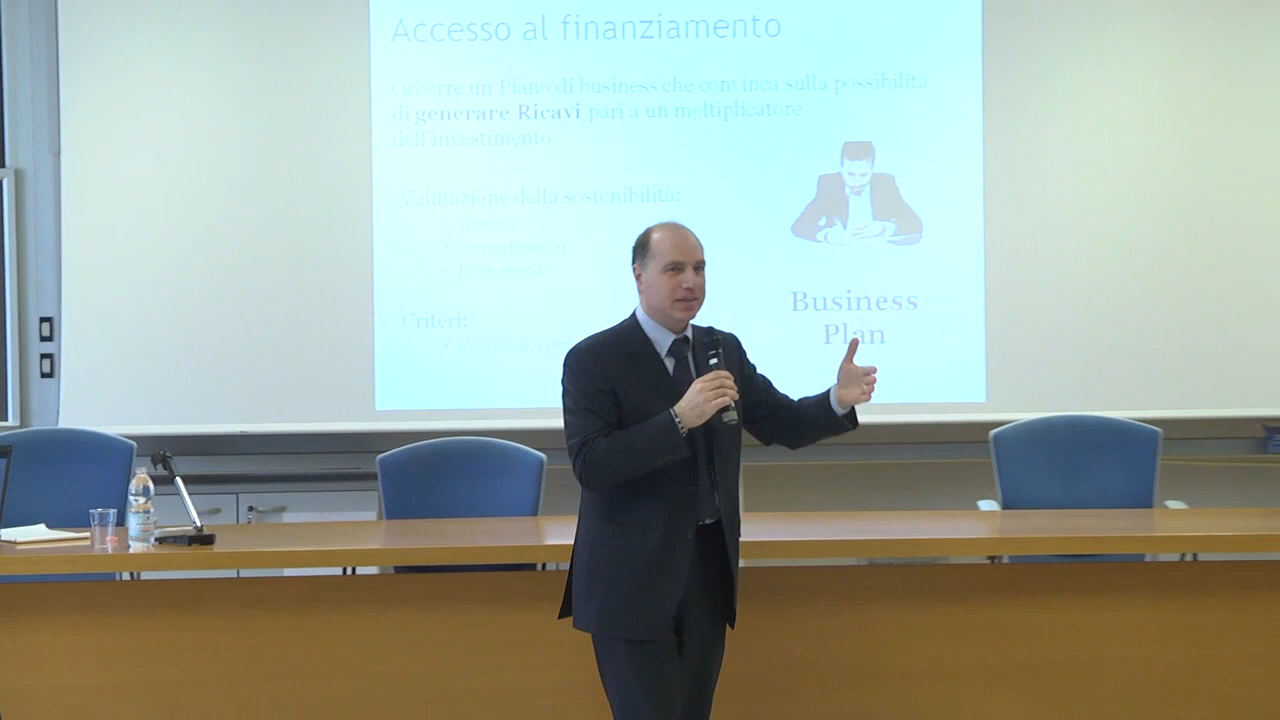 Accesso al finanziamento
Occorre un Piano di business che convinca sulla possibilità
di generare Ricavi pari a un moltiplicatore
dell'investimento
Valutazione della sostenibilità:
Criteri:
Business
Plan